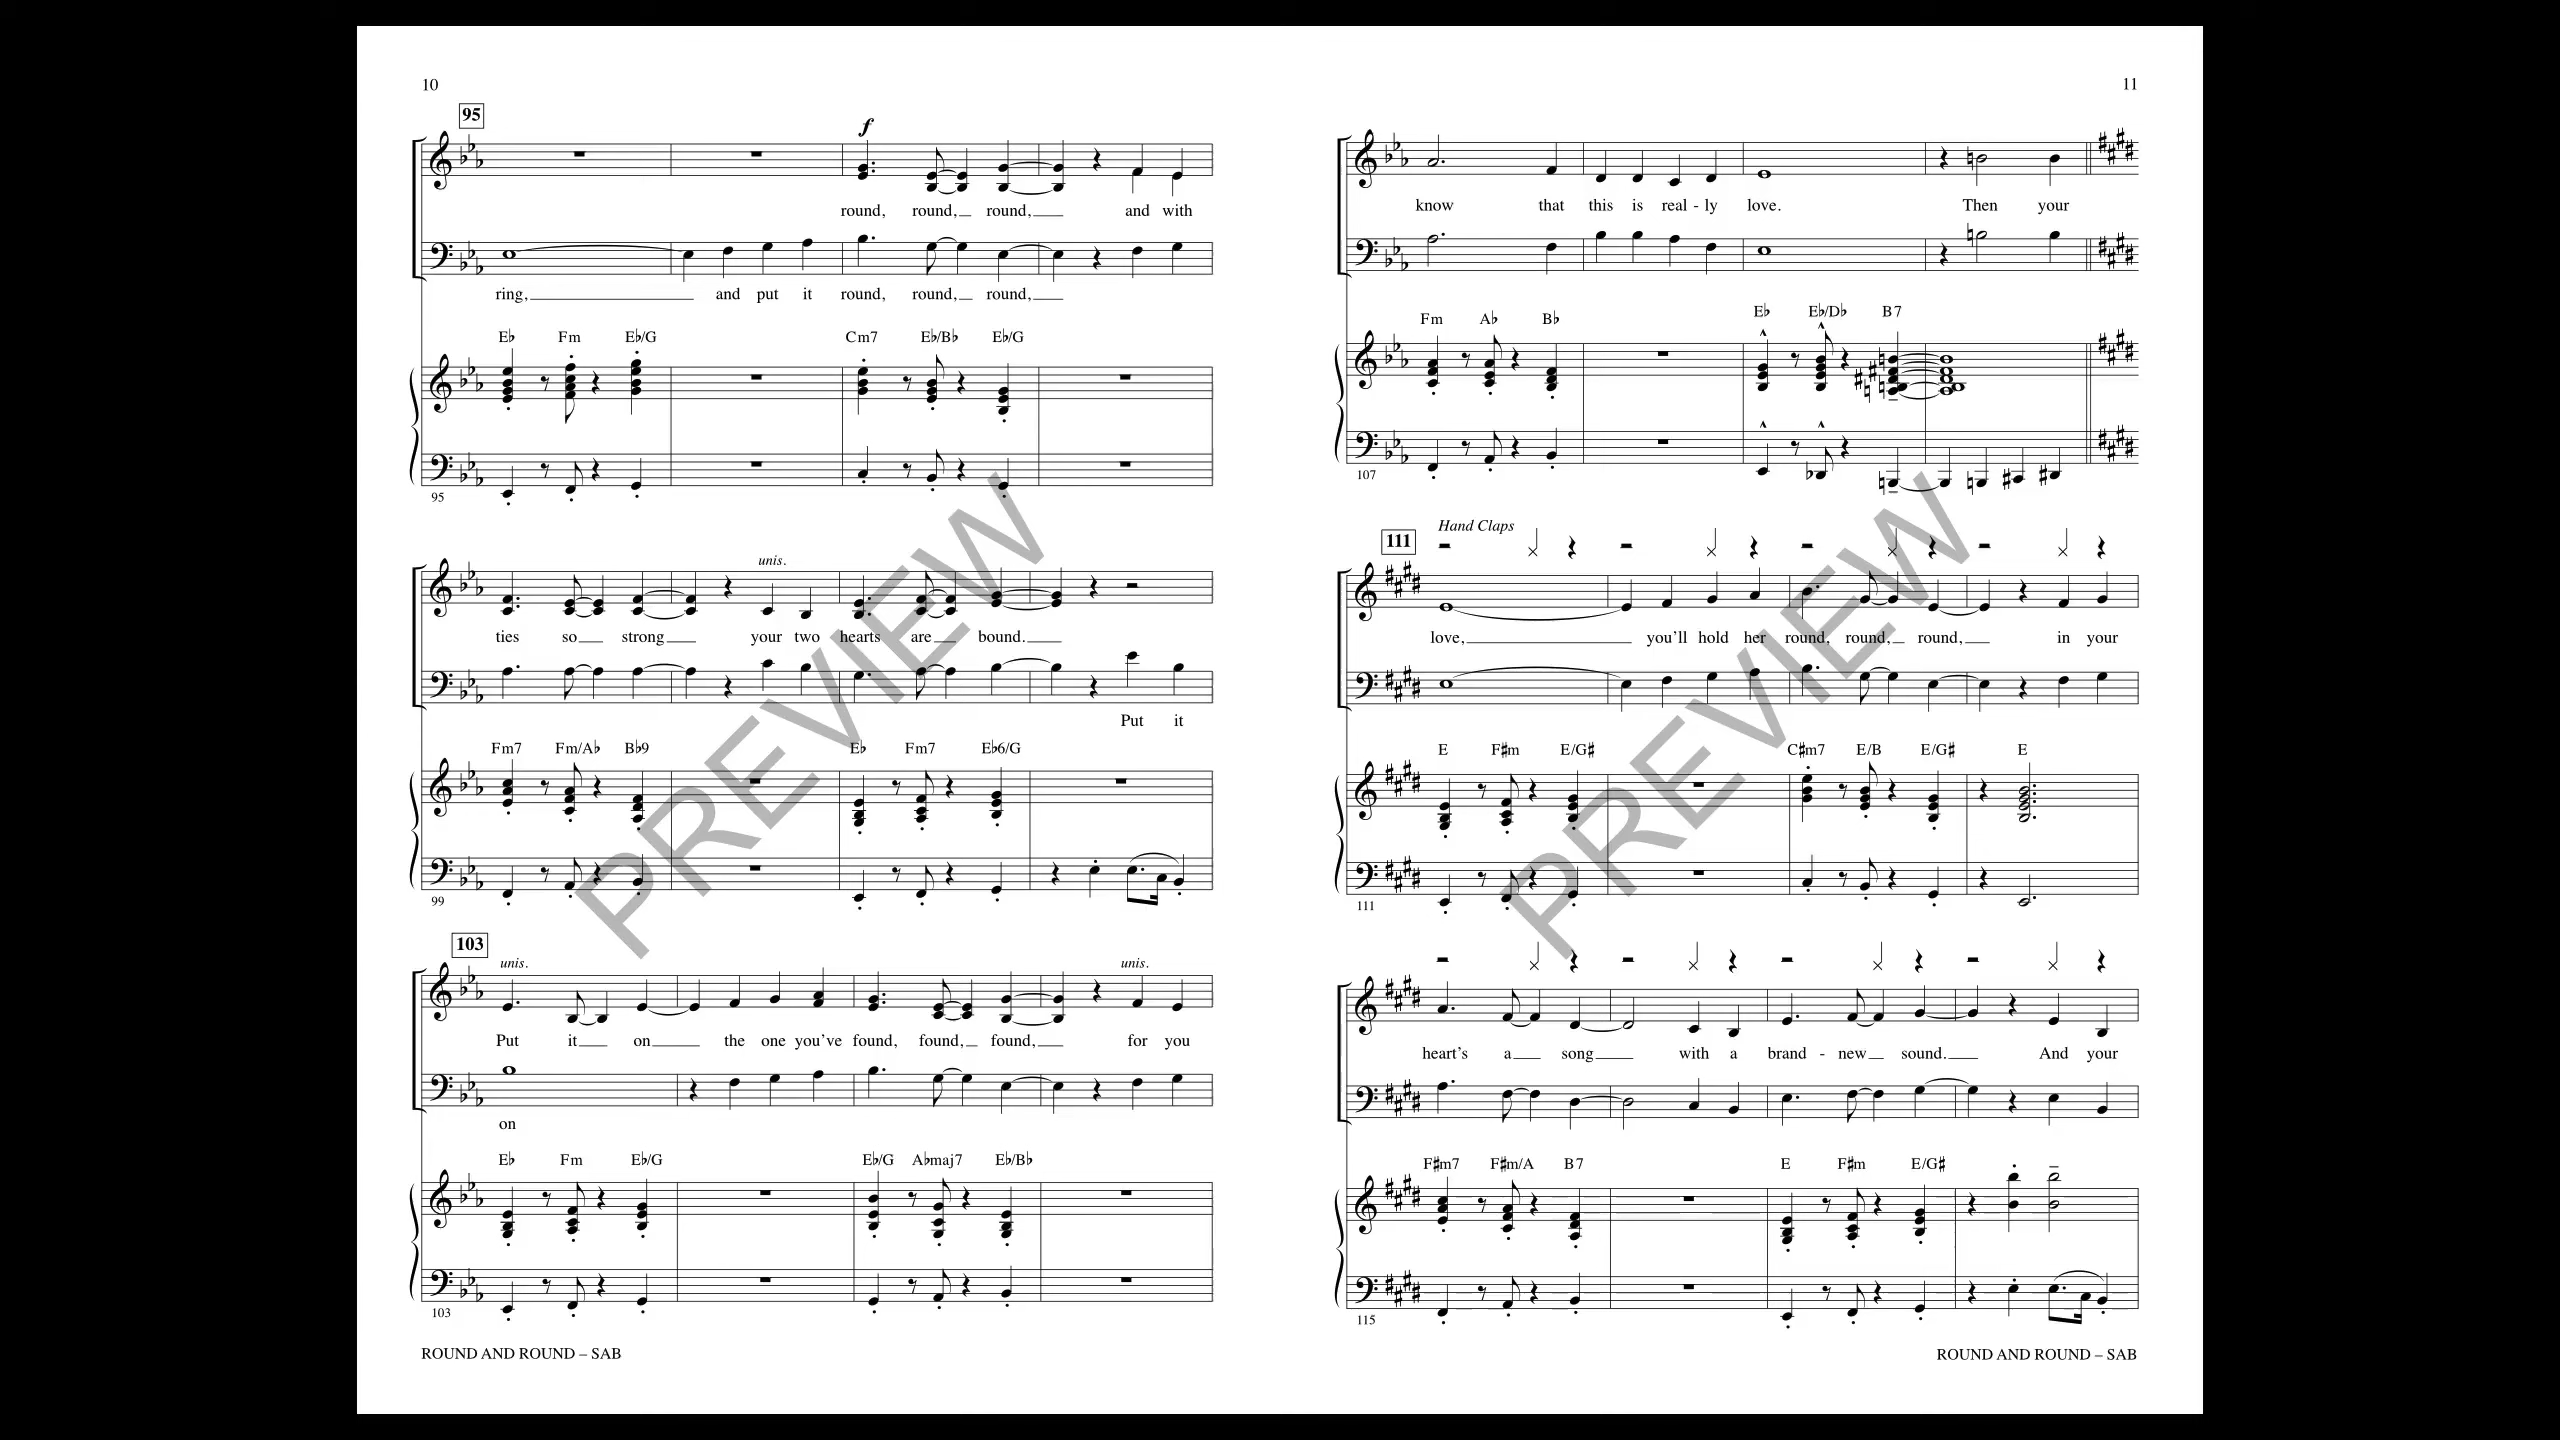 10
95
f
round, round, round, and with
ring, and put it round, round, round,
E♭ Fm E♭/G Cm7 E♭/B♭ E♭/G
95
unis.
ties so strong your two hearts are bound.
Put it
Fm7 Fm/A♭ B♭9 E♭ Fm7 E♭6/G
99
103
unis. unis.
Put it on the one you've found, found, found, for you
on
E♭ Fm E♭/G E♭/G A♭maj7 E♭/B♭
103
ROUND AND ROUND – SAB
11
know that this is real - ly love. Then your
Fm A♭ B♭ E♭ E♭/D♭ B7
107
Hand Claps
111
love, you'll hold her round, round, round, in your
E F♯m E/G♯ C♯m7 E/B E/G♯ E
111
heart's a song with a brand - new sound. And your
F♯m7 F♯m/A B7 E F♯m E/G♯
115
ROUND AND ROUND – SAB
PREVIEW
PREVIEW